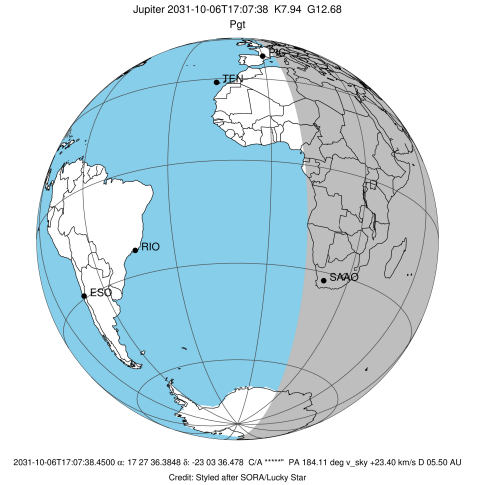 Jupiter 2031-10-06T17:07:38 K7.94 G12.68
Pgt
TEN
RIO
SAAO
ESO
2031-10-06T17:07:38.4500 α: 17 27 36.3848 δ: -23 03 36.478 C/A *****" PA 184.11 deg v_sky +23.40 km/s D 05.50 AU
Credit: Styled after SORA/Lucky Star